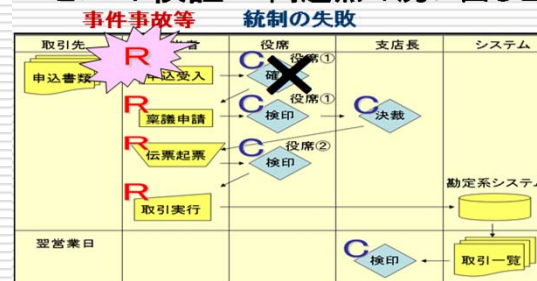 事件事故等 統制の失敗
取引先 役席 支店長 システム
R C 役席①
申込書類 申込受入 確
R C 役席① C
稟議申請 検印 決裁
R C 役席②
伝票起票 検印
R 勘定系システム
取引実行
翌営業日 C
検印 取引一覧